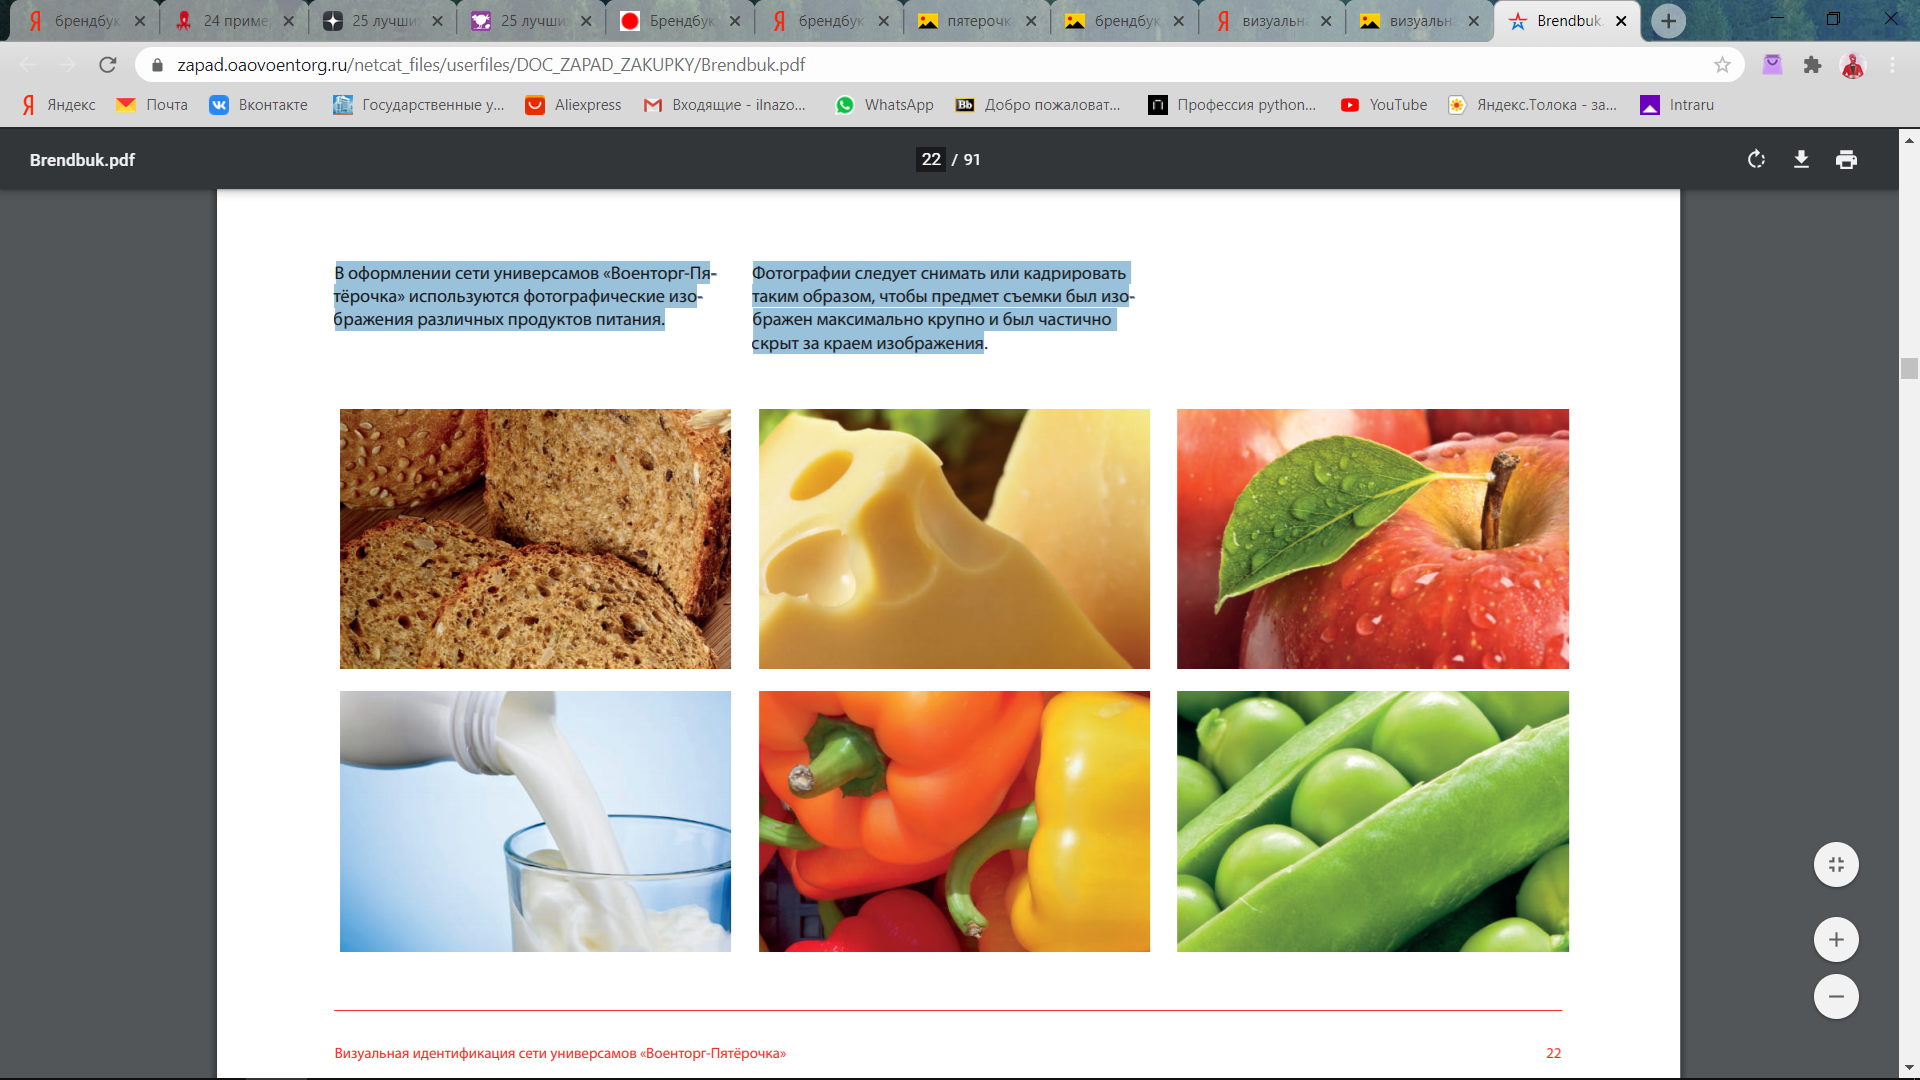 брендбук
24 приме
25 лучши
25 лучши
Брендбук
брендбук
пятерочк
брендбук
визуальн
визуальн
Brendbuk.
zapad.oaovoentorg.ru/netcat_files/userfiles/DOC_ZAPAD_ZAKUPKY/Brendbuk.pdf
Яндекс
Почта
Вконтакте
Государственные у...
Aliexpress
Входящие - ilnazo...
WhatsApp
Добро пожаловат...
Профессия python...
YouTube
Яндекс.Толока - за...
Intraru
Brendbuk.pdf
22 / 91
В оформлении сети универсамов «Военторг-Пя-
тёрочка» используются фотографические изо-
бражения различных продуктов питания.
Фотографии следует снимать или кадрировать
таким образом, чтобы предмет съемки был изо-
бражен максимально крупно и был частично
скрыт за краем изображения.
Визуальная идентификация сети универсамов «Военторг-Пятёрочка»
22